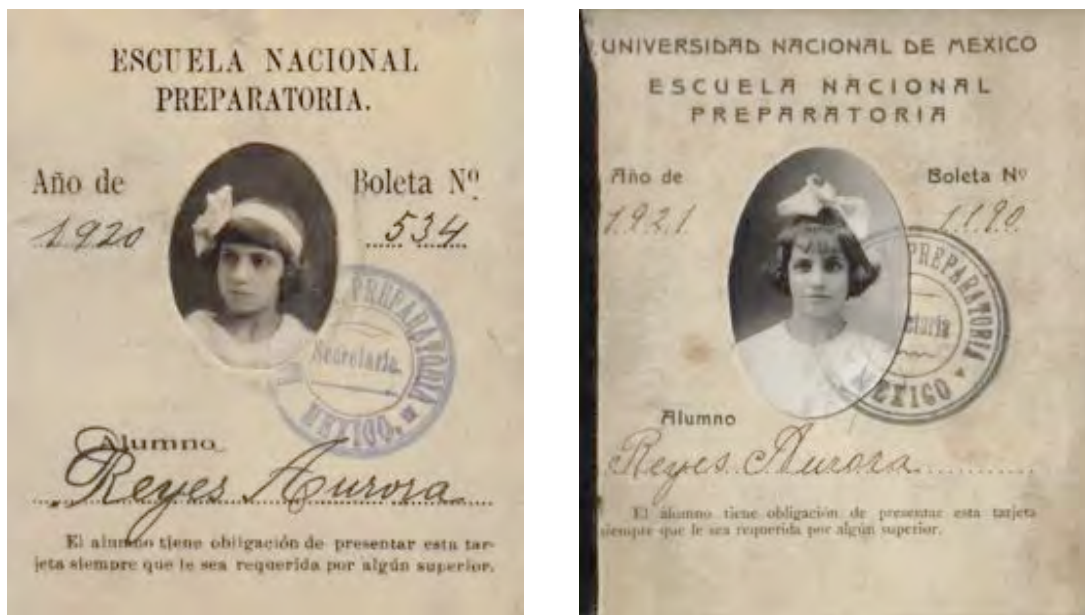 ESCUELA NACIONAL
PREPARATORIA.
Año de
Boleta Nº
1920
534
PREPARATORIA
Secretaria
MEXICO.
Alumno
Reyes Aurora
El alumno tiene obligación de presentar esta tar-
jeta siempre que le sea requerida por algún superior.
UNIVERSIDAD NACIONAL DE MEXICO
ESCUELA NACIONAL
PREPARATORIA
Año de
Boleta Nº
1921
1190
PREPARATORIA
MEXICO
Alumno
Reyes Aurora
El alumno tiene obligación de presentar esta tarjeta
siempre que le sea requerida por algún superior.